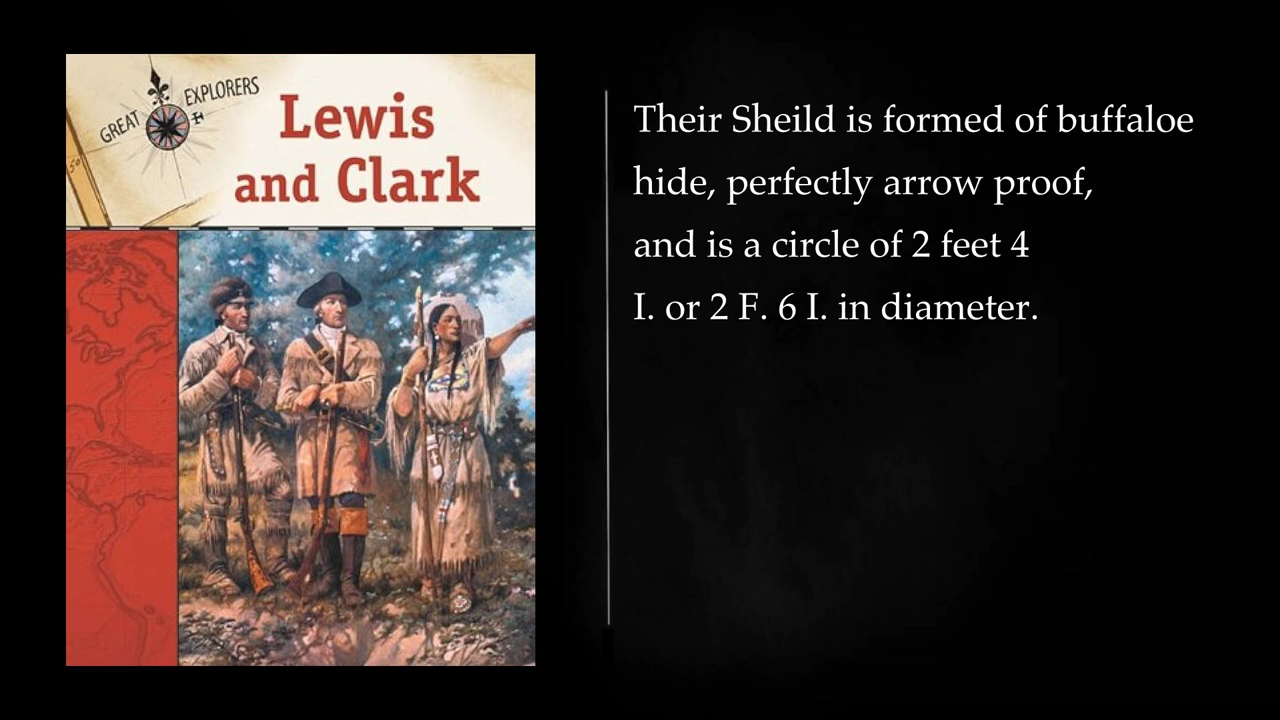 GREAT EXPLORERS
Lewis
and Clark
Their Sheild is formed of buffaloe
hide, perfectly arrow proof,
and is a circle of 2 feet 4
I. or 2 F. 6 I. in diameter.